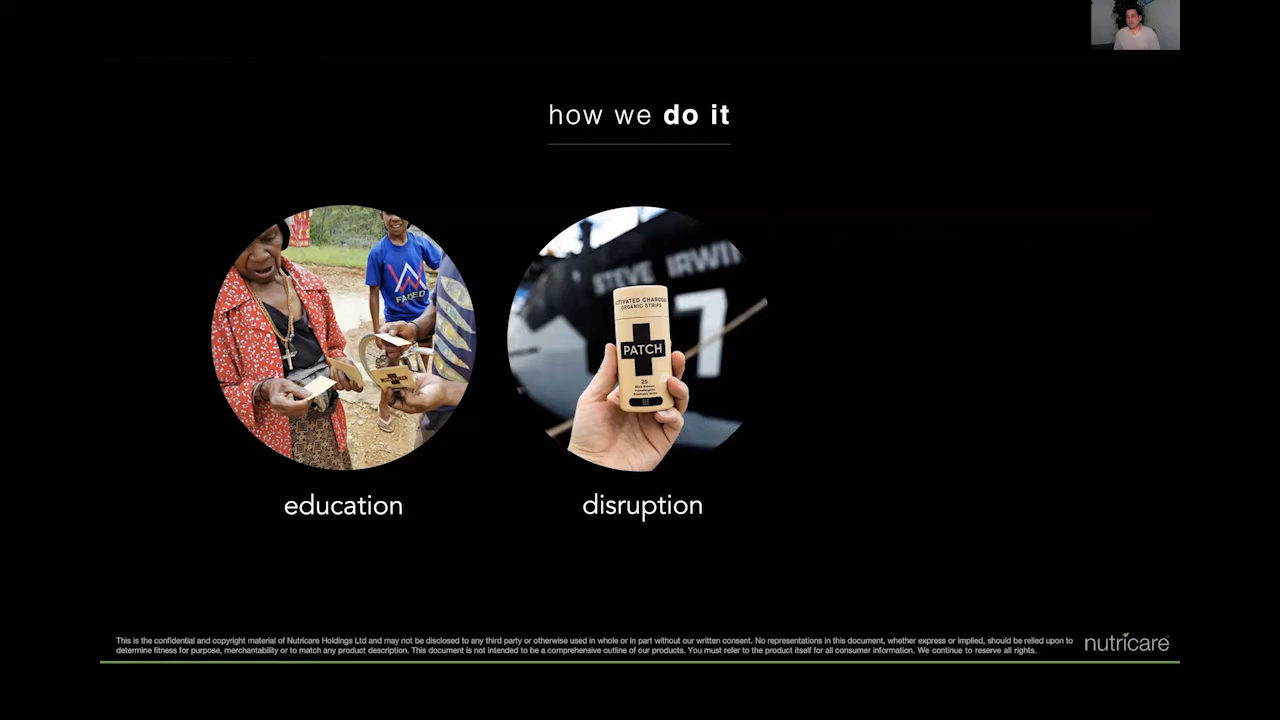 how we do it
FADED
STEVE IRWIN
7
ACTIVATED CHARCOAL
ORGANIC STRIPS
PATCH
25
education
disruption
This is the confidential and copyright material of Nutricare Holdings Ltd and may not be disclosed to any third party or otherwise used in whole or in part without our written consent. No representations in this document, whether express or implied, should be relied upon to
determine fitness for purpose, merchantability or to match any product description. This document is not intended to be a comprehensive outline of our products. You must refer to the product itself for all consumer information. We continue to reserve all rights.
nutricare